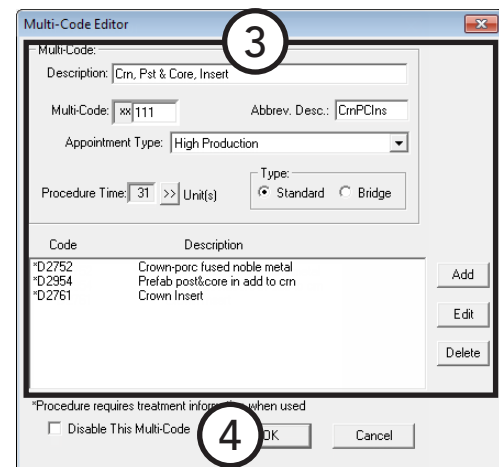 Multi-Code Editor
3
Multi-Code:
Description: Crn, Pst & Core, Insert
Multi-Code: xx 111 Abbrev. Desc.: CrnPCIns
Appointment Type: High Production
Procedure Time: 31 >> Unit(s)
Type:
Standard Bridge
Code Description
*D2752 Crown-porc fused noble metal
*D2954 Prefab post&core in add to crn
*D2761 Crown Insert
Add
Edit
Delete
*Procedure requires treatment when used
Disable This Multi-Code
4
Cancel